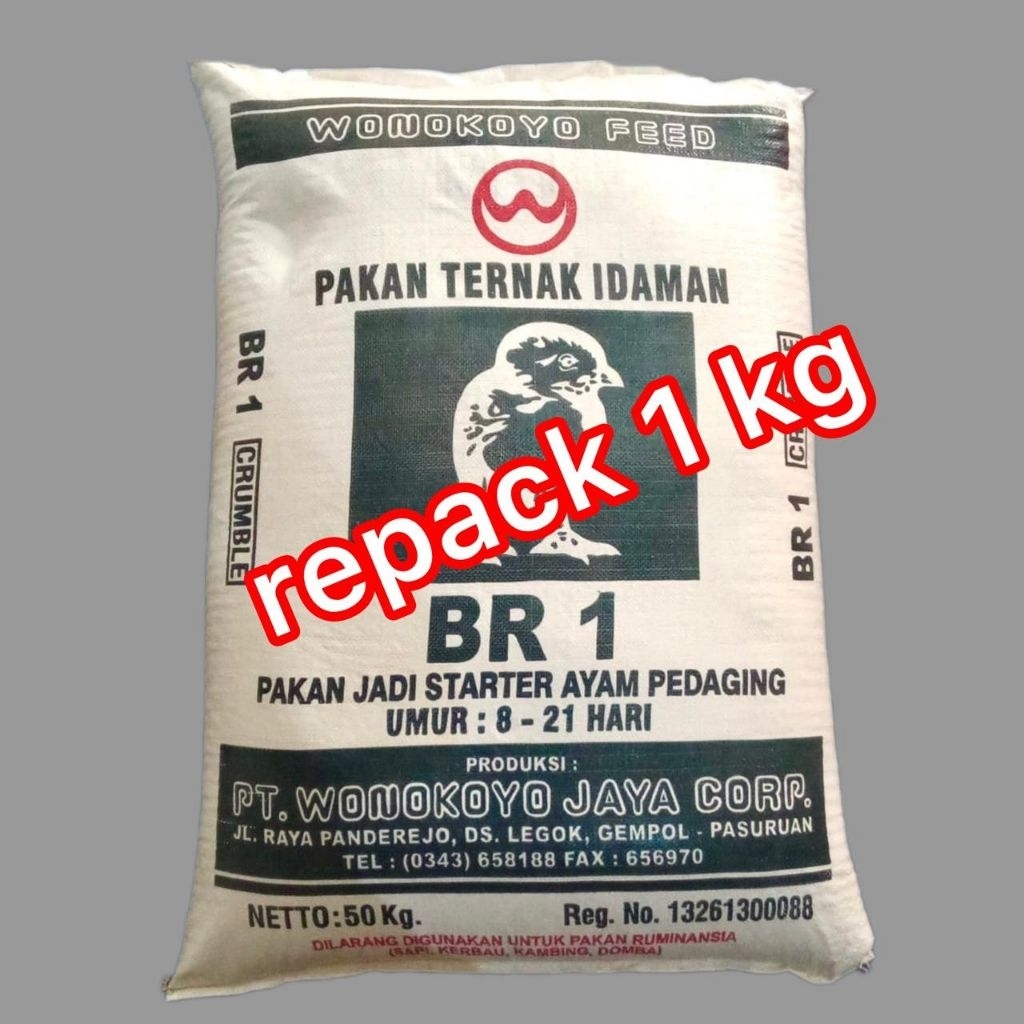 WONOKOYO FEED
PAKAN TERNAK IDAMAN
BR 1 CRUMBLE
repack 1 kg
BR 1
BR 1
PAKAN JADI STARTER AYAM PEDAGING
UMUR : 8 - 21 HARI
PRODUKSI :
PT. WONOKOYO JAYA CORP.
JL. RAYA PANDEREJO, DS. LEGOK, GEMPOL - PASURUAN
TEL : (0343) 658188 FAX : 656970
NETTO : 50 Kg.
Reg. No. 13261300088
DILARANG DIGUNAKAN UNTUK PAKAN RUMINANSIA
(SAPI, KERBAU, KAMBING, DOMBA)